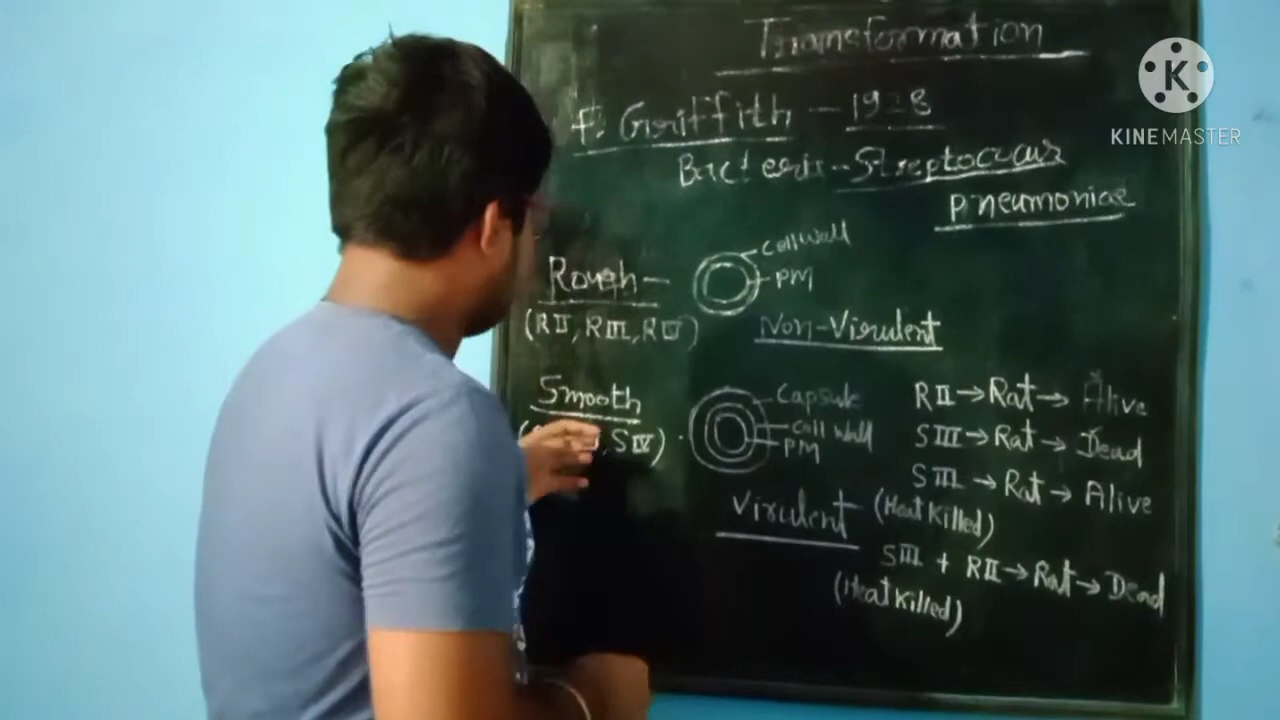 Transformation
F. Griffith - 1928
Bacteria - Streptococcus
Pneumoniae
KINEMASTER
Rough -
Cell Wall
PM
(RII, RIII, RIV)
Non-Virulent
Smooth
, SIV)
Capsule
Cell Wall
PM
Virulent
RII → Rat → Alive
SIII → Rat → Dead
SIII → Rat → Alive
(Heat Killed)
SIII + RII → Rat → Dead
(Heat Killed)